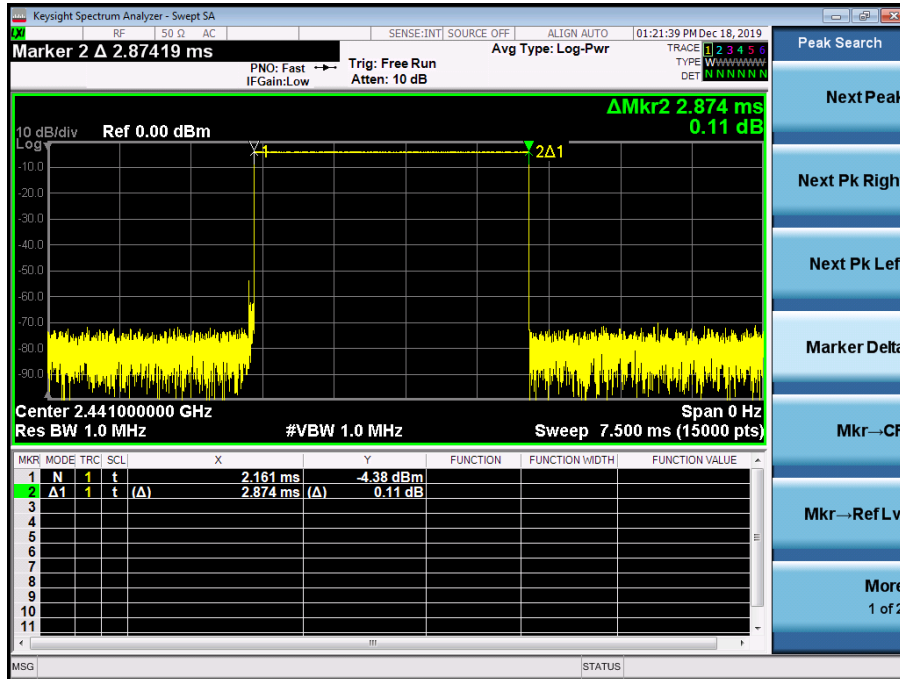 Keysight Spectrum Analyzer - Swept SA
LXI RF 50 Ω AC SENSE:INT SOURCE OFF ALIGN AUTO 01:21:39 PM Dec 18, 2019
Marker 2 Δ 2.87419 ms
PNO: Fast
IFGain:Low
Trig: Free Run
Atten: 10 dB
Avg Type: Log-Pwr
TRACE 1 2 3 4 5 6
TYPE W
DET N N N N N N
Peak Search
ΔMkr2 2.874 ms
0.11 dB
10 dB/div Ref 0.00 dBm
Log
1
2Δ1
-10.0
-20.0
-30.0
-40.0
-50.0
-60.0
-70.0
-80.0
-90.0
Center 2.441000000 GHz Span 0 Hz
Res BW 1.0 MHz #VBW 1.0 MHz Sweep 7.500 ms (15000 pts)
MKR MODE TRC SCL X Y FUNCTION FUNCTION WIDTH FUNCTION VALUE
1 N 1 t 2.161 ms -4.38 dBm
2 Δ1 1 t (Δ) 2.874 ms (Δ) 0.11 dB
3
4
5
6
7
8
9
10
11
MSG STATUS
Next Peak
Next Pk Righ
Next Pk Lef
Marker Delta
Mkr→CF
Mkr→Ref Lv
More
1 of 2